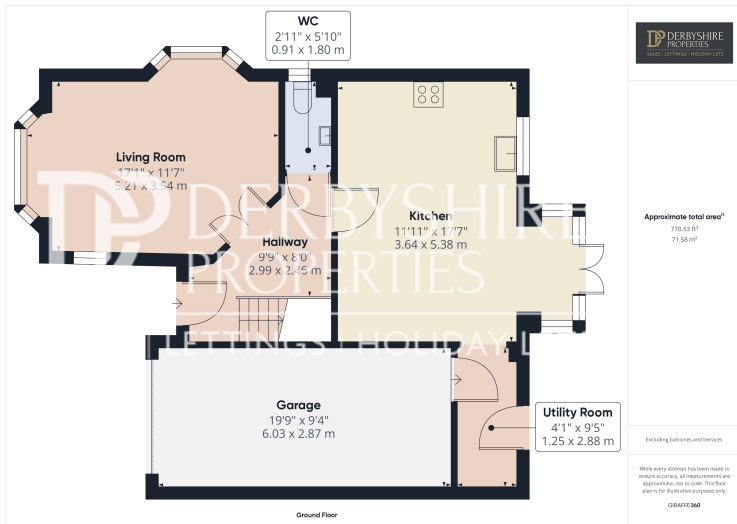 WC
2'11" x 5'10"
0.91 x 1.80 m
DERBYSHIRE
PROPERTIES
SALES | LETTINGS | HOLIDAY LETS
Living Room
17'1" x 11'7"
5.21 x 3.54 m
DERBYSHIRE
PROPERTIES
Kitchen
11'11" x 17'7"
3.64 x 5.38 m
Hallway
9'9" x 8'0"
2.99 x 2.46 m
LETTINGS | HOLIDAY L
Approximate total area
770.53 ft²
71.58 m²
Garage
19'9" x 9'4"
6.03 x 2.87 m
Utility Room
4'1" x 9'5"
1.25 x 2.88 m
Excluding balconies and terraces
While every attempt has been made to
ensure accuracy, all measurements are
approximate, not to scale. This floor
plan is for illustrative purposes only.
GIRAFFE360
Ground Floor